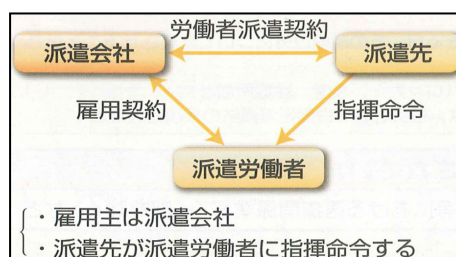 労働者派遣契約
派遣会社
派遣先
雇用契約
指揮命令
派遣労働者
・雇用主は派遣会社
・派遣先が派遣労働者に指揮命令する